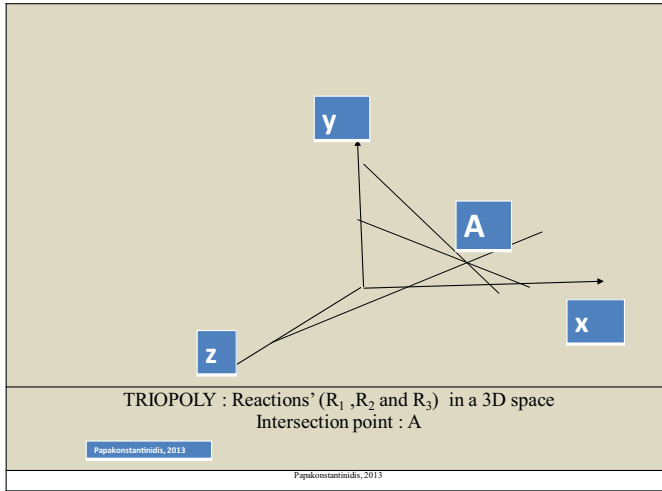 y
A
x
z
TRIOPOLY : Reactions’ (R₁ ,R₂ and R₃) in a 3D space
Intersection point : A
Papakonstantinidis, 2013
Papakonstantinidis, 2013